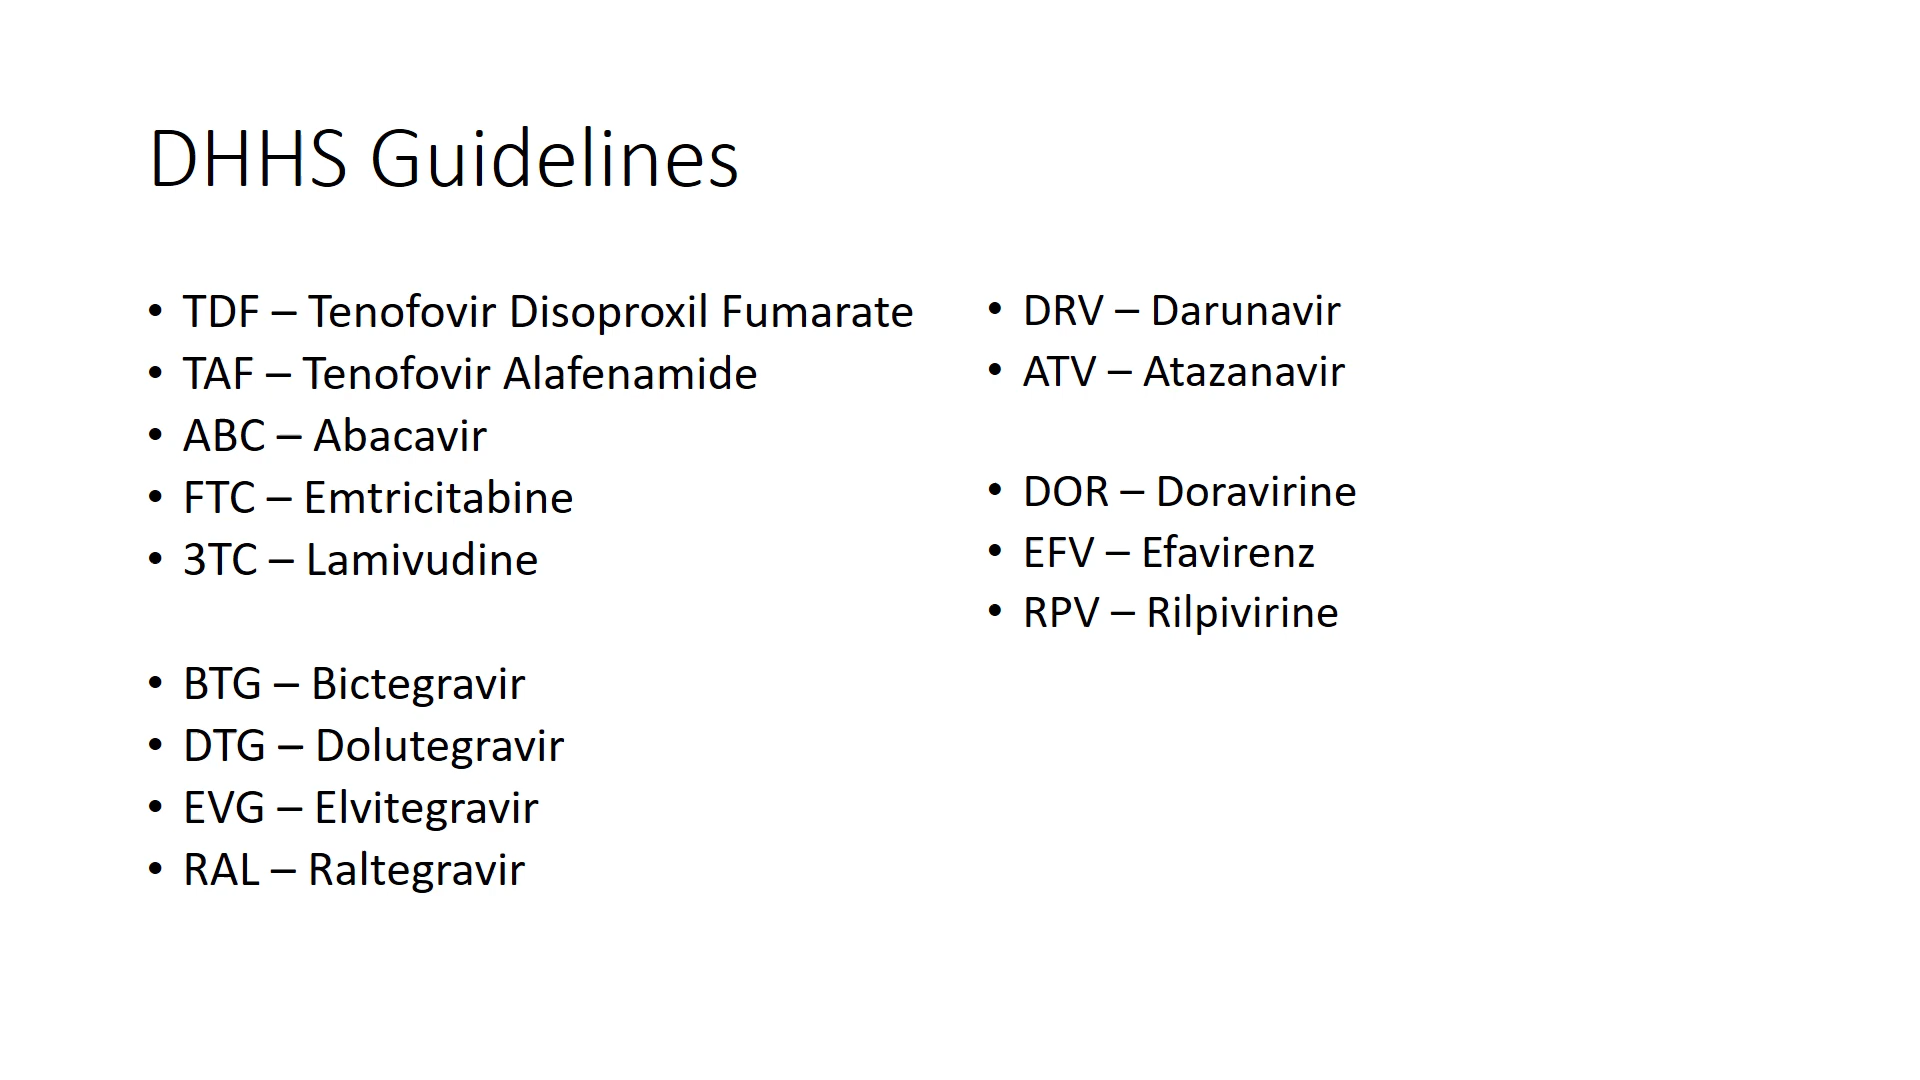 DHHS Guidelines
• TDF – Tenofovir Disoproxil Fumarate
• TAF – Tenofovir Alafenamide
• ABC – Abacavir
• FTC – Emtricitabine
• 3TC – Lamivudine
• BTG – Bictegravir
• DTG – Dolutegravir
• EVG – Elvitegravir
• RAL – Raltegravir
• DRV – Darunavir
• ATV – Atazanavir
• DOR – Doravirine
• EFV – Efavirenz
• RPV – Rilpivirine